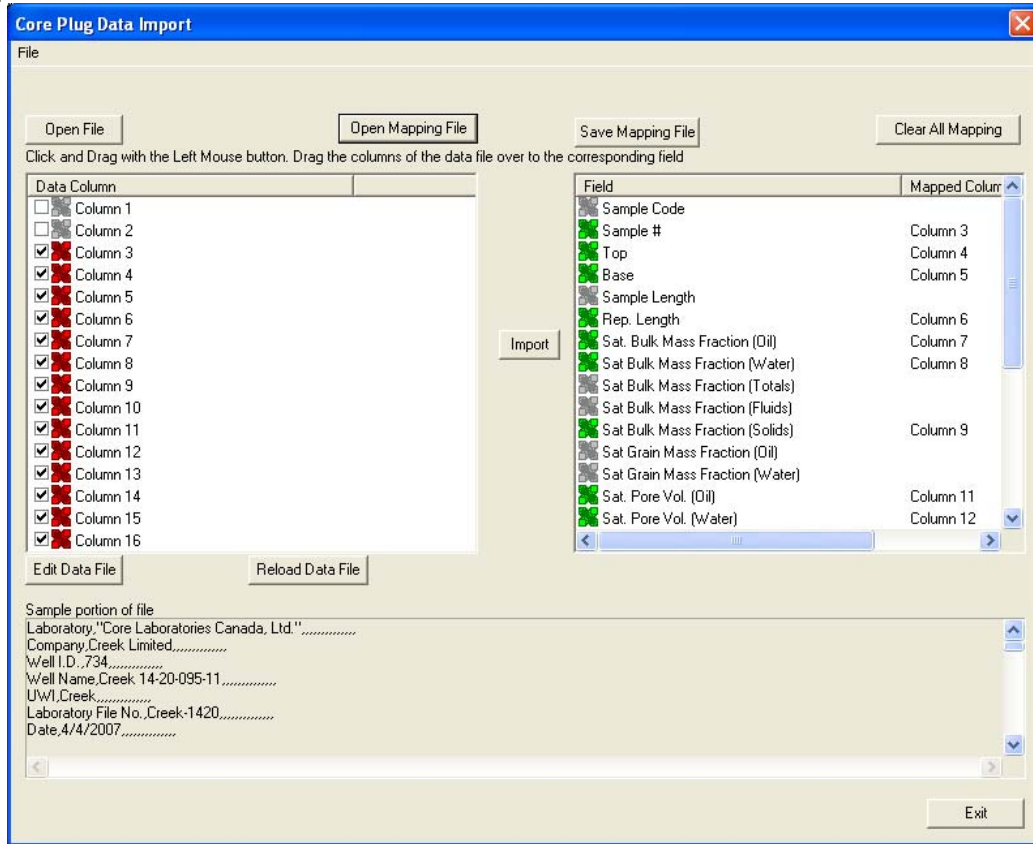 Core Plug Data Import
File
Open File Open Mapping File Save Mapping File Clear All Mapping
Click and Drag with the Left Mouse button. Drag the columns of the data file over to the corresponding field
Data Column
Column 1
Column 2
Column 3
Column 4
Column 5
Column 6
Column 7
Column 8
Column 9
Column 10
Column 11
Column 12
Column 13
Column 14
Column 15
Column 16
Import
Field Mapped Colum
Sample Code
Sample # Column 3
Top Column 4
Base Column 5
Sample Length
Rep. Length Column 6
Sat. Bulk Mass Fraction (Oil) Column 7
Sat Bulk Mass Fraction (Water) Column 8
Sat Bulk Mass Fraction (Totals)
Sat Bulk Mass Fraction (Fluids)
Sat Bulk Mass Fraction (Solids) Column 9
Sat Grain Mass Fraction (Oil)
Sat Grain Mass Fraction (Water)
Sat. Pore Vol. (Oil) Column 11
Sat. Pore Vol. (Water) Column 12
Edit Data File Reload Data File
Sample portion of file
Laboratory,"Core Laboratories Canada, Ltd.",,,,,,,,,,,,,,
Company,Creek Limited,,,,,,,,,,,,,,
Well I.D.,734,,,,,,,,,,,,,,
Well Name,Creek 14-20-095-11,,,,,,,,,,,,,,
UWI,Creek,,,,,,,,,,,,,,
Laboratory File No.,Creek-1420,,,,,,,,,,,,,,
Date,4/4/2007,,,,,,,,,,,,,,
Exit